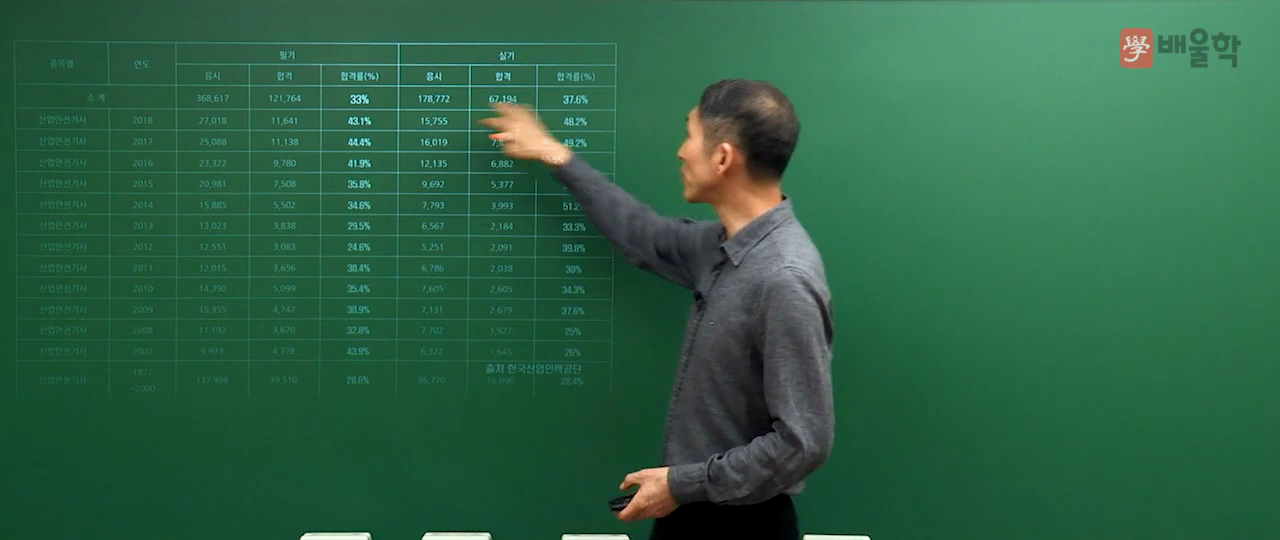 學 배울학
종목명 연도 필기 실기
응시 합격 합격률(%) 응시 합격 합격률(%)
소 계 368,617 121,764 33% 178,772 67,194 37.6%
산업안전기사 2018 27,018 11,641 43.1% 15,755 48.2%
산업안전기사 2017 25,088 11,138 44.4% 16,019 49.2%
산업안전기사 2016 23,322 9,780 41.9% 12,135 6,882
산업안전기사 2015 20,981 7,508 35.8% 9,692 5,377
산업안전기사 2014 15,885 5,502 34.6% 7,793 3,993
산업안전기사 2013 13,023 3,838 29.5% 6,567 2,184 33.3%
산업안전기사 2012 12,551 3,083 24.6% 5,251 2,091 39.8%
산업안전기사 2011 12,015 3,656 30.4% 6,786 2,038 30%
산업안전기사 2010 14,390 5,099 35.4% 7,605 2,605 34.3%
산업안전기사 2009 15,355 4,747 30.9% 7,131 2,679 37.6%
산업안전기사 2008 11,192 3,670 32.8% 7,702 1,927 25%
산업안전기사 2007 9,973 4,378 43.9% 6,322 1,645 26%
출처 한국산업인력공단
산업안전기사 1977 ~2000 137,998 39,510 28.6% 56,770 16,096 28.4%